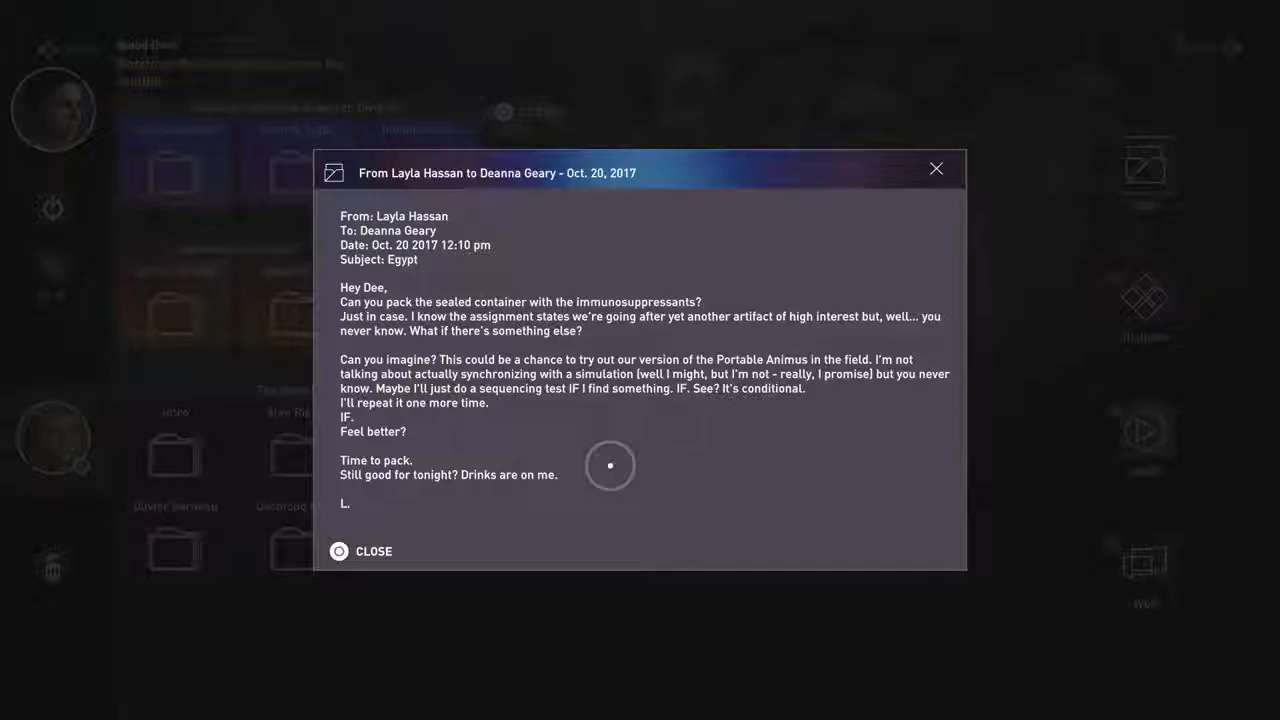 From Layla Hassan to Deanna Geary - Oct. 20, 2017
From: Layla Hassan
To: Deanna Geary
Date: Oct. 20 2017 12:10 pm
Subject: Egypt
Hey Dee,
Can you pack the sealed container with the immunosuppressants?
Just in case. I know the assignment states we're going after yet another artifact of high interest but, well... you
never know. What if there's something else?
Can you imagine? This could be a chance to try out our version of the Portable Animus in the field. I'm not
talking about actually synchronizing with a simulation (well I might, but I'm not - really, I promise) but you never
know. Maybe I'll just do a sequencing test IF I find something. IF. See? It's conditional.
I'll repeat it one more time.
IF.
Feel better?
Time to pack.
Still good for tonight? Drinks are on me.
L.
CLOSE
Intro